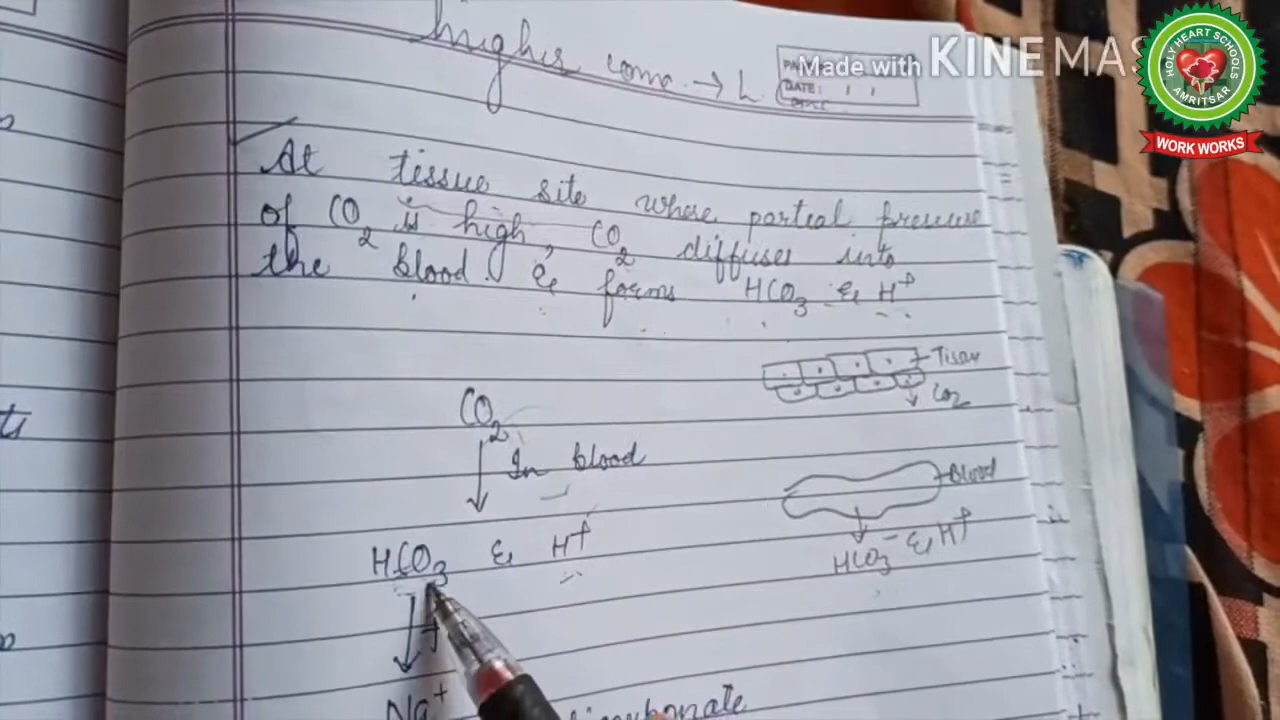 higher conc. → L
PAGE
DATE: / /
Made with KINEMAS
HOLY HEART SCHOOLS
AMRITSAR
WORK WORKS
At tissue site where partial pressure
of CO2 is high, CO2 diffuses into
the blood. & forms HCO3 & H+
Tissue
CO2
CO2
In blood
Blood
HCO3- & H+
HCO3 & H+
+
Na+
bicarbonate